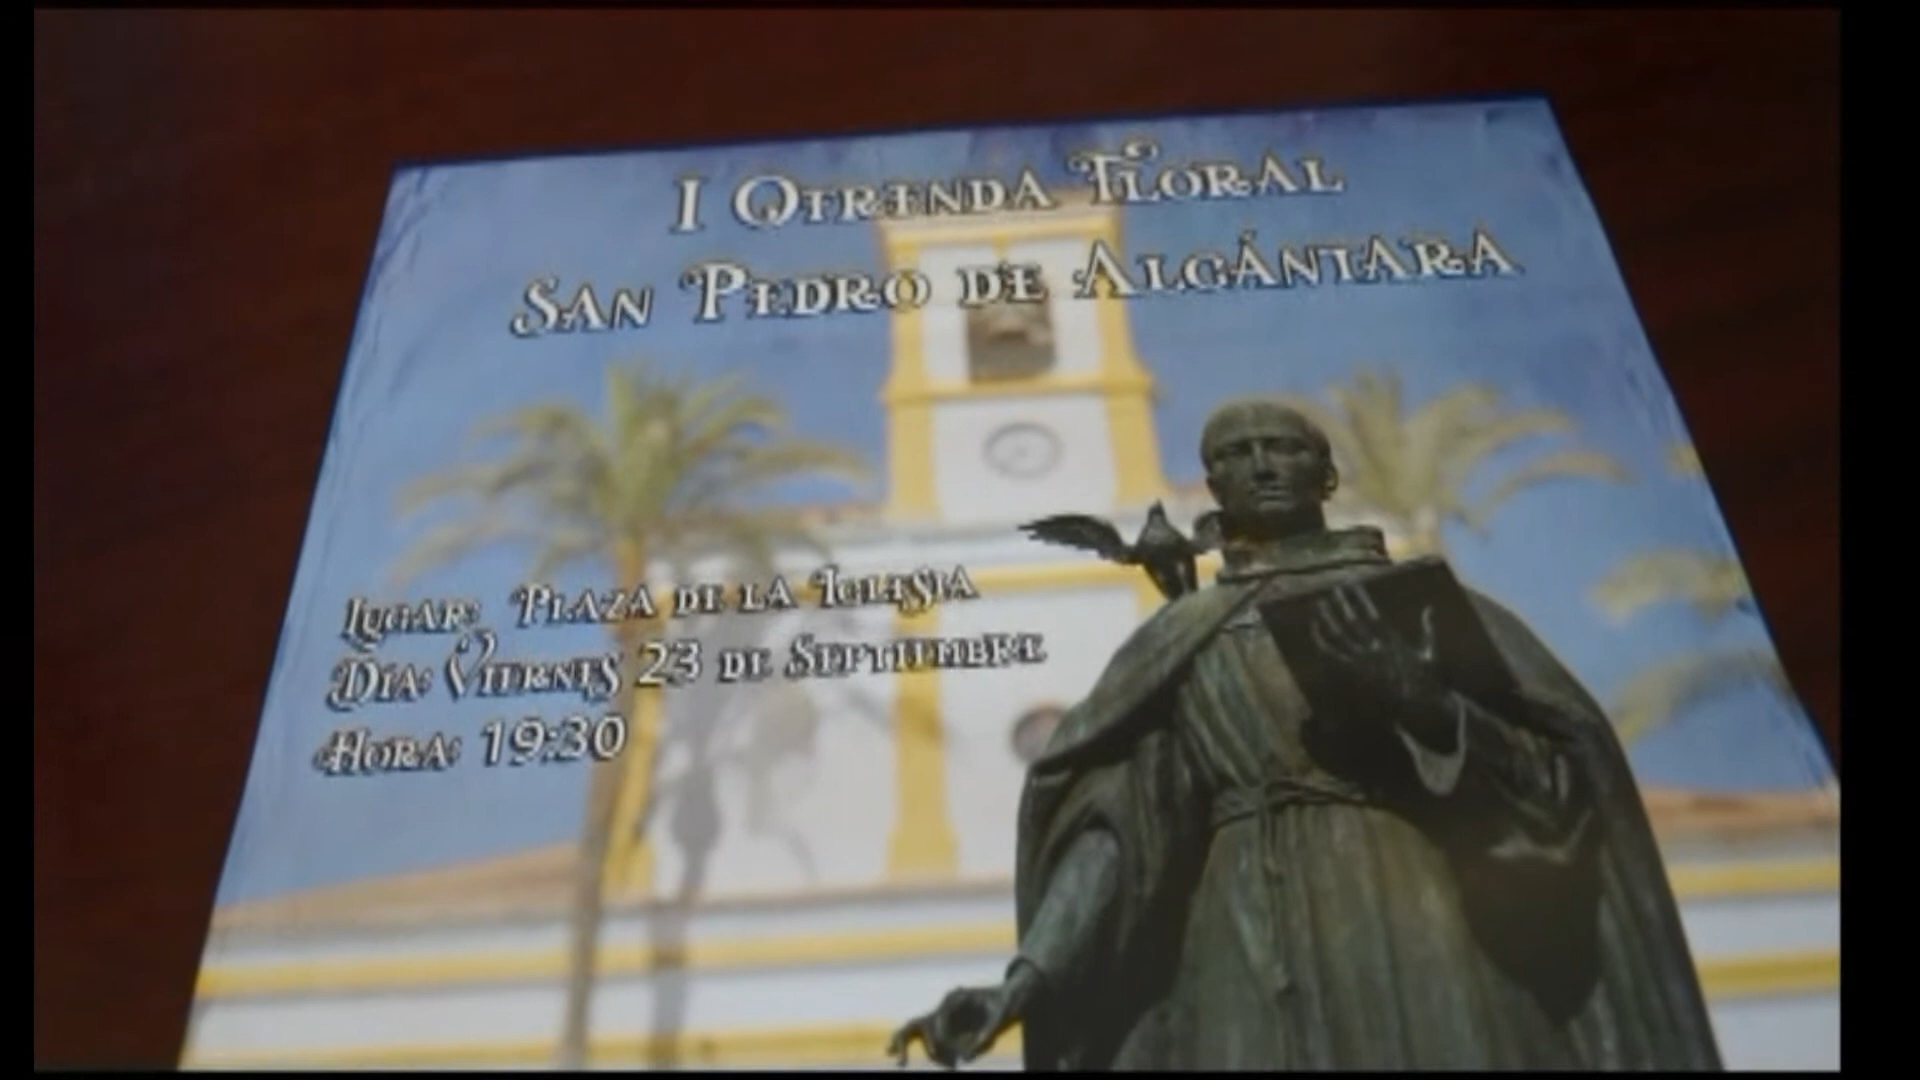 I Ofrenda Floral
San Pedro de Alcántara
Lugar: Plaza de la Iglesia
Día: Viernes 23 de Septiembre
Hora: 19:30